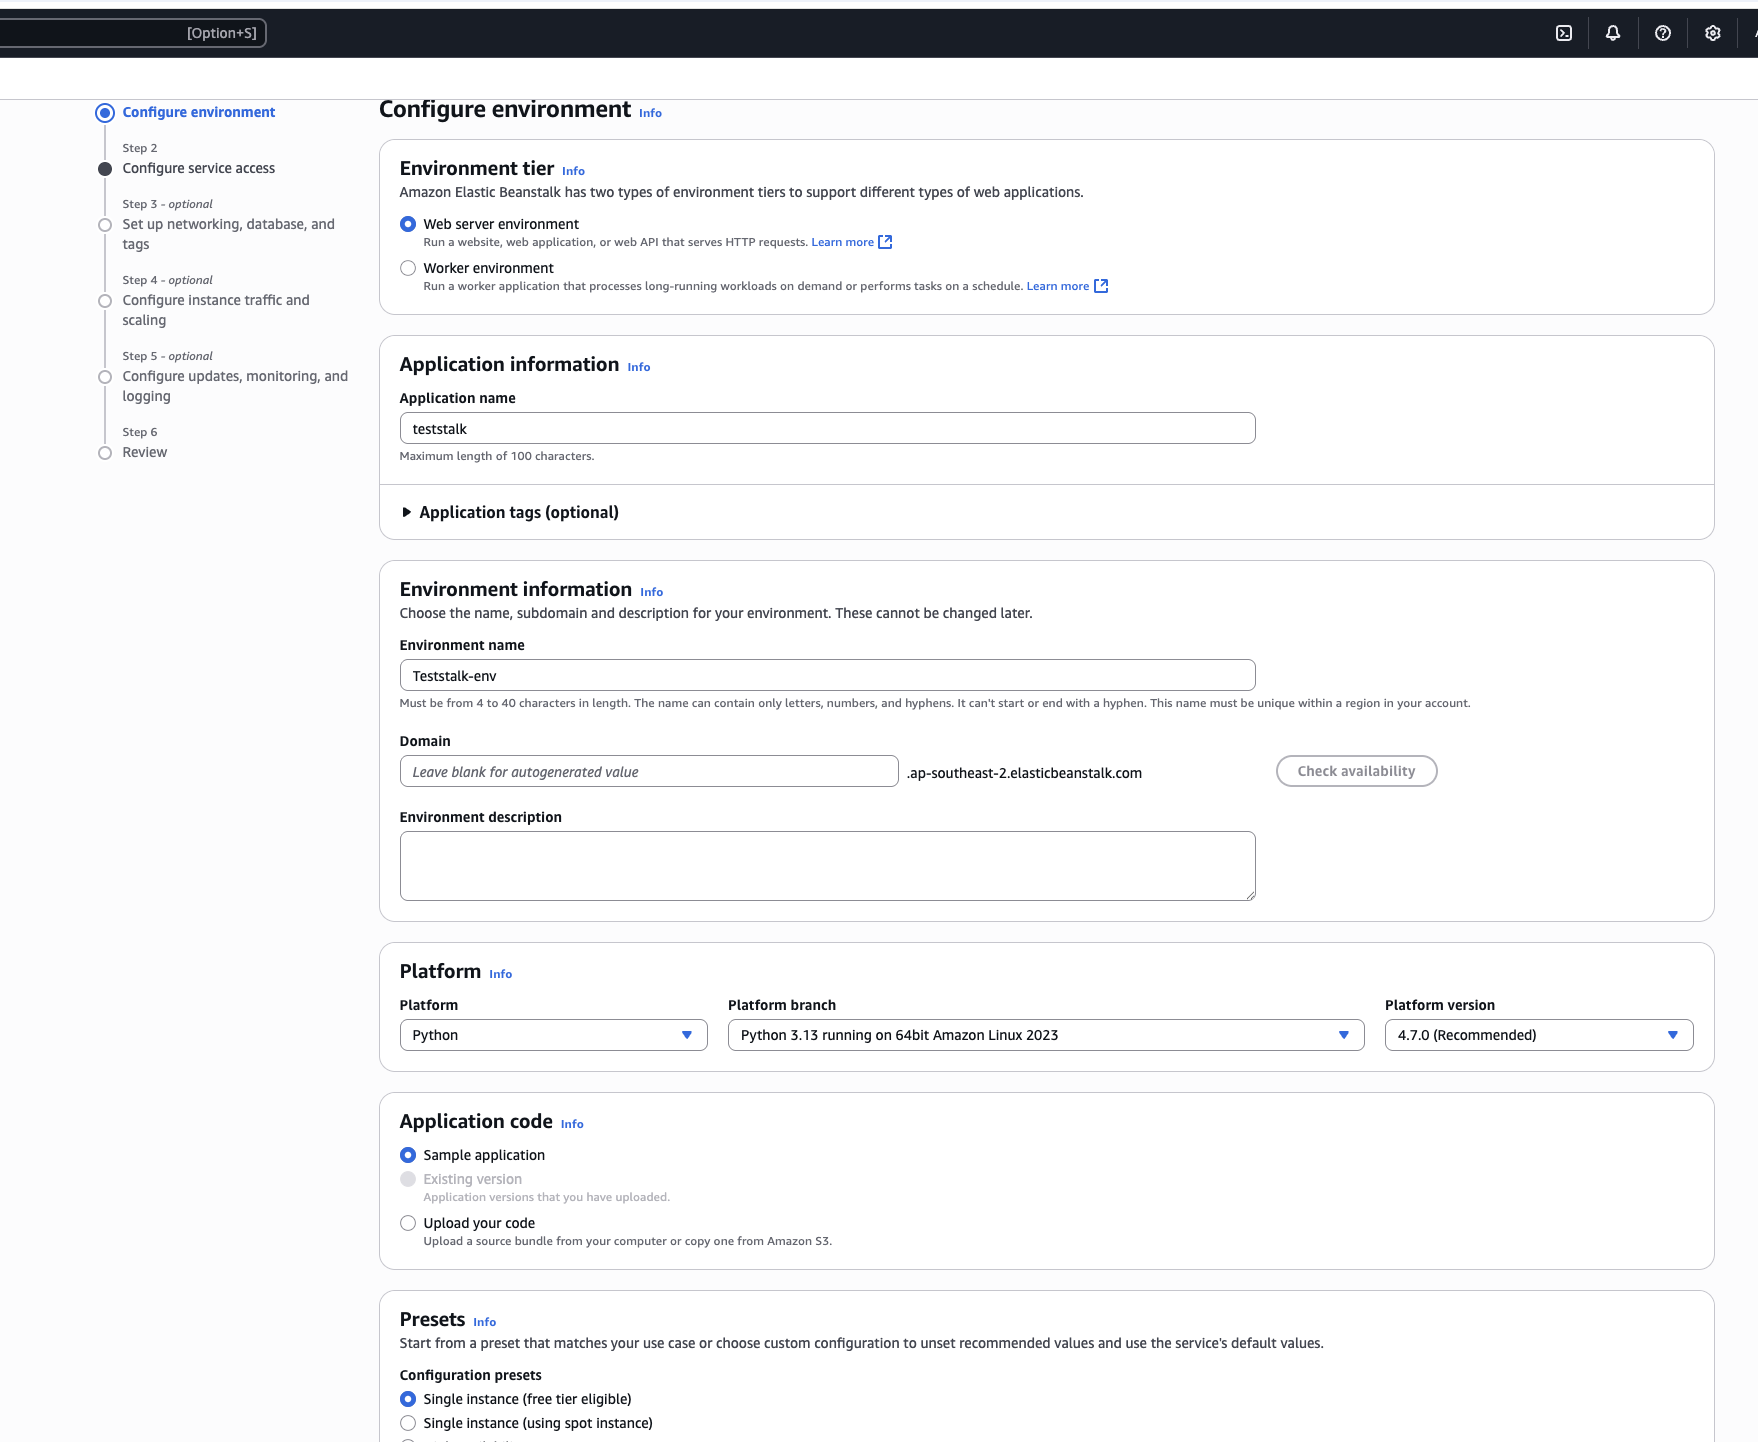 [Option+S]
Configure environment
Step 2
Configure service access
Step 3 - optional
Set up networking, database, and
tags
Step 4 - optional
Configure instance traffic and
scaling
Step 5 - optional
Configure updates, monitoring, and
logging
Step 6
Review
Configure environment Info
Environment tier Info
Amazon Elastic Beanstalk has two types of environment tiers to support different types of web applications.
Web server environment
Run a website, web application, or web API that serves HTTP requests. Learn more
Worker environment
Run a worker application that processes long-running workloads on demand or performs tasks on a schedule. Learn more
Application information Info
Application name
teststalk
Maximum length of 100 characters.
Application tags (optional)
Environment information Info
Choose the name, subdomain and description for your environment. These cannot be changed later.
Environment name
Teststalk-env
Must be from 4 to 40 characters in length. The name can contain only letters, numbers, and hyphens. It can't start or end with a hyphen. This name must be unique within a region in your account.
Domain
Leave blank for autogenerated value .ap-southeast-2.elasticbeanstalk.com Check availability
Environment description
Platform Info
Platform Platform branch Platform version
Python Python 3.13 running on 64bit Amazon Linux 2023 4.7.0 (Recommended)
Application code Info
Sample application
Existing version
Application versions that you have uploaded.
Upload your code
Upload a source bundle from your computer or copy one from Amazon S3.
Presets Info
Start from a preset that matches your use case or choose custom configuration to unset recommended values and use the service's default values.
Configuration presets
Single instance (free tier eligible)
Single instance (using spot instance)